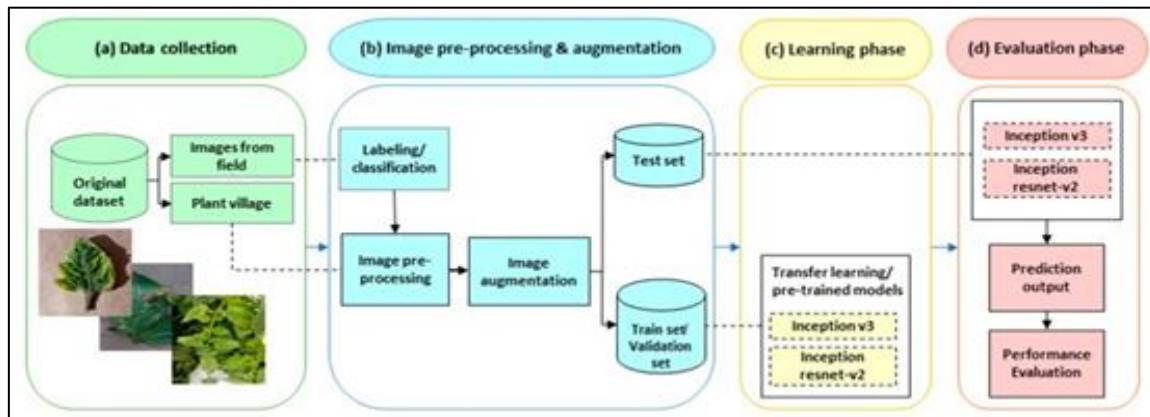 (a) Data collection
(b) Image pre-processing & augmentation
(c) Learning phase
(d) Evaluation phase
Original
dataset
Images from
field
Plant village
Labeling/
classification
Image pre-
processing
Image
augmentation
Test set
Train set/
Validation
set
Transfer learning/
pre-trained models
Inception v3
Inception
resnet-v2
Inception v3
Inception
resnet-v2
Prediction
output
Performance
Evaluation